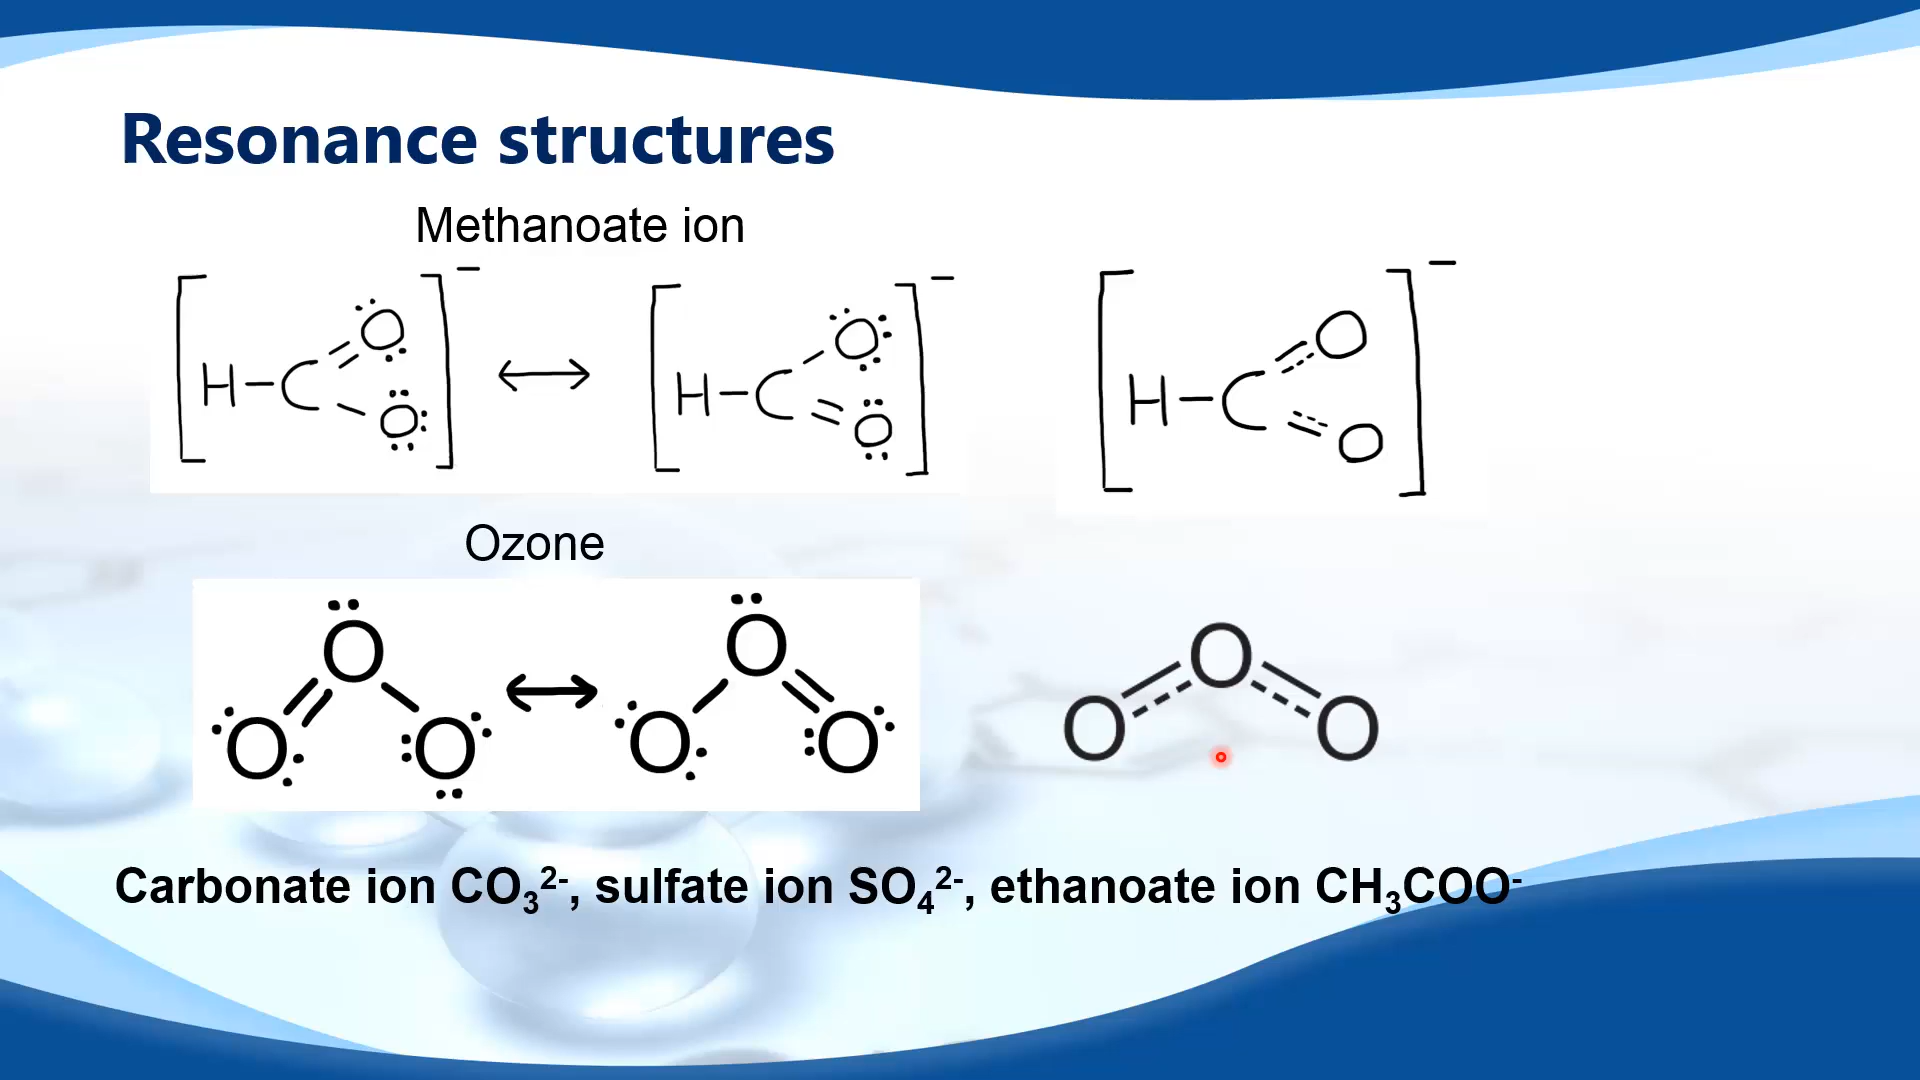 Resonance structures
Methanoate ion
[H-C=O O]⁻ ↔ [H-C-O O]⁻ [H-C O O]⁻
Ozone
O O O ↔ O O O O O O
Carbonate ion CO₃²⁻, sulfate ion SO₄²⁻, ethanoate ion CH₃COO⁻